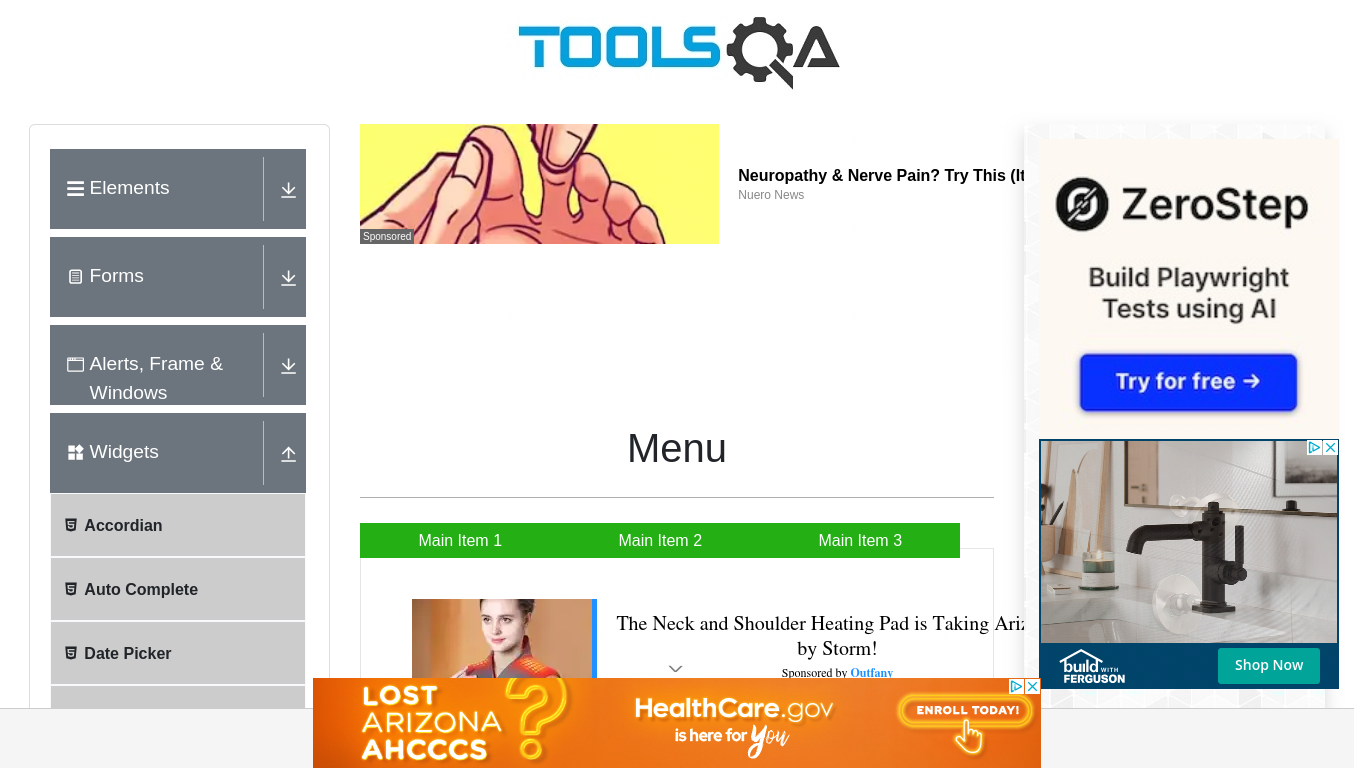 TOOLSQA
Elements
Forms
Alerts, Frame &
Windows
Widgets
Accordian
Auto Complete
Date Picker
Sponsored
Neuropathy & Nerve Pain? Try This (It
Nuero News
Menu
Main Item 1
Main Item 2
Main Item 3
The Neck and Shoulder Heating Pad is Taking Ariz
by Storm!
Sponsored by Outfany
ZeroStep
Build Playwright
Tests using AI
Try for free →
build WITH
FERGUSON
Shop Now
LOST
ARIZONA
AHCCCS
?
HealthCare.gov
is here for you
ENROLL TODAY!